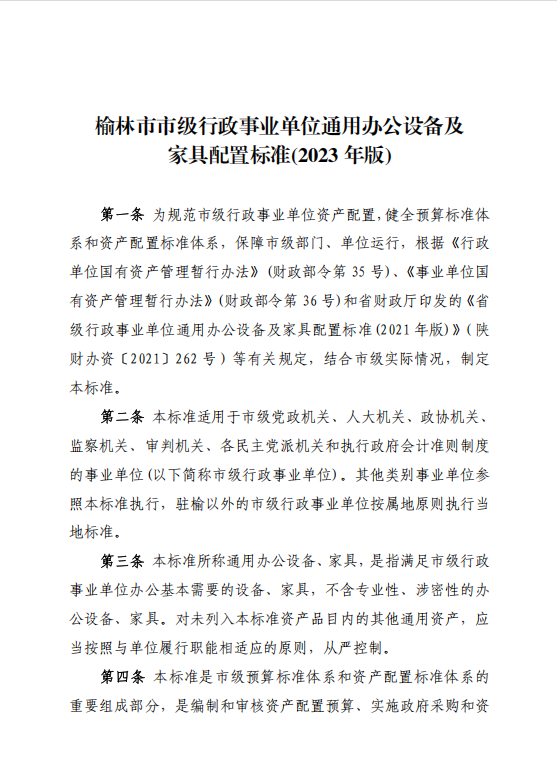 榆林市市级行政事业单位通用办公设备及
家具配置标准(2023 年版)
第一条 为规范市级行政事业单位资产配置,健全预算标准体
系和资产配置标准体系，保障市级部门、单位运行，根据《行政
单位国有资产管理暂行办法》(财政部令第 35 号)、《事业单位国
有资产管理暂行办法》(财政部令第 36 号)和省财政厅印发的《省
级行政事业单位通用办公设备及家具配置标准(2021 年版)》( 陕
财办资〔2021〕262 号 ) 等有关规定，结合市级实际情况，制定
本标准。
第二条 本标准适用于市级党政机关、人大机关、政协机关、
监察机关、审判机关、各民主党派机关和执行政府会计准则制度
的事业单位(以下简称市级行政事业单位)。其他类别事业单位参
照本标准执行，驻榆以外的市级行政事业单位按属地原则执行当
地标准。
第三条 本标准所称通用办公设备、家具，是指满足市级行政
事业单位办公基本需要的设备、家具，不含专业性、涉密性的办
公设备、家具。对未列入本标准资产品目内的其他通用资产，应
当按照与单位履行职能相适应的原则，从严控制。
第四条 本标准是市级预算标准体系和资产配置标准体系的
重要组成部分，是编制和审核资产配置预算、实施政府采购和资